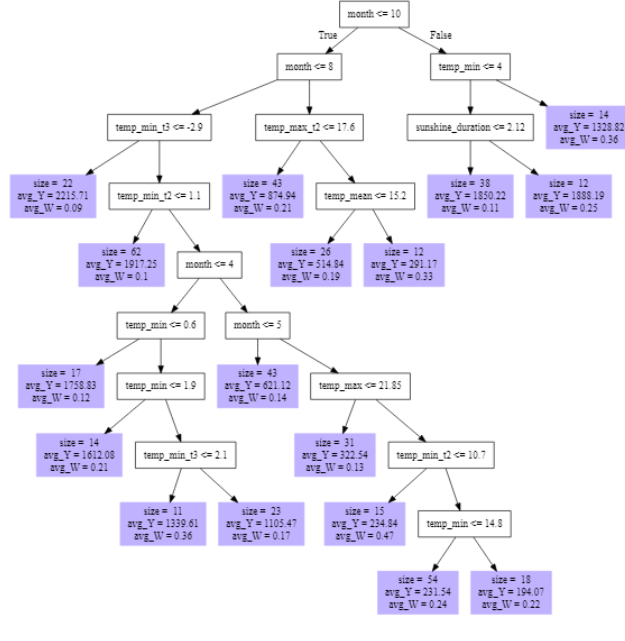 month <= 10
True
False
month <= 8
temp_min <= 4
temp_min_t3 <= -2.9
temp_max_t2 <= 17.6
sunshine_duration <= 2.12
size = 14
avg_Y = 1328.82
avg_W = 0.36
size = 22
avg_Y = 2215.71
avg_W = 0.09
temp_min_t2 <= 1.1
size = 43
avg_Y = 874.94
avg_W = 0.21
temp_mean <= 15.2
size = 38
avg_Y = 1850.22
avg_W = 0.11
size = 12
avg_Y = 1888.19
avg_W = 0.25
size = 62
avg_Y = 1917.25
avg_W = 0.1
month <= 4
size = 26
avg_Y = 514.84
avg_W = 0.19
size = 12
avg_Y = 291.17
avg_W = 0.33
temp_min <= 0.6
month <= 5
size = 17
avg_Y = 1758.83
avg_W = 0.12
temp_min <= 1.9
size = 43
avg_Y = 621.12
avg_W = 0.14
temp_max <= 21.85
size = 14
avg_Y = 1612.08
avg_W = 0.21
temp_min_t3 <= 2.1
size = 31
avg_Y = 322.54
avg_W = 0.13
temp_min_t2 <= 10.7
size = 11
avg_Y = 1339.61
avg_W = 0.36
size = 23
avg_Y = 1105.47
avg_W = 0.17
size = 15
avg_Y = 234.84
avg_W = 0.47
temp_min <= 14.8
size = 54
avg_Y = 231.54
avg_W = 0.24
size = 18
avg_Y = 194.07
avg_W = 0.22